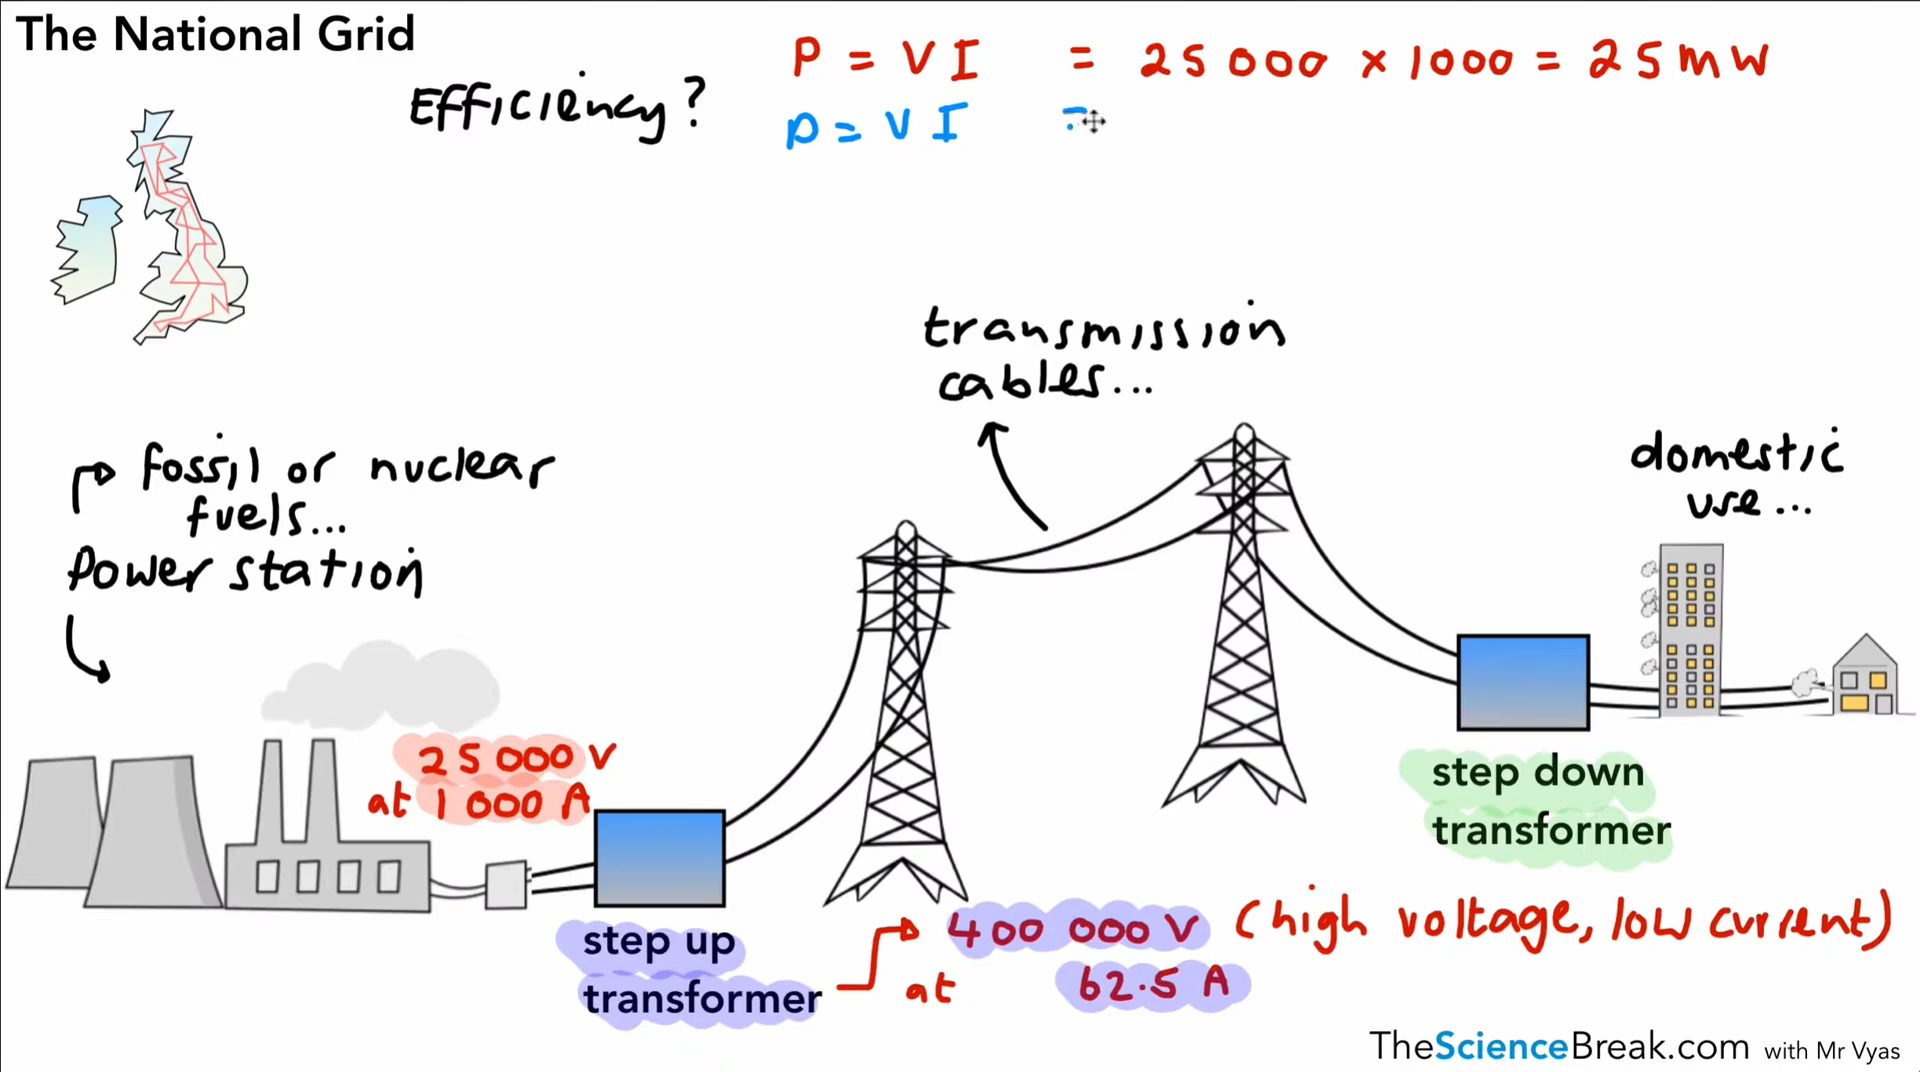 The National Grid
Efficiency?
P = VI = 25 000 × 1000 = 25 MW
P = VI =
transmission
cables...
fossil or nuclear
fuels...
Power station
domestic
use...
25 000 V
at 1 000 A
step down
transformer
step up
transformer
400 000 V (high voltage, low current)
at 62.5 A
TheScienceBreak.com with Mr Vyas